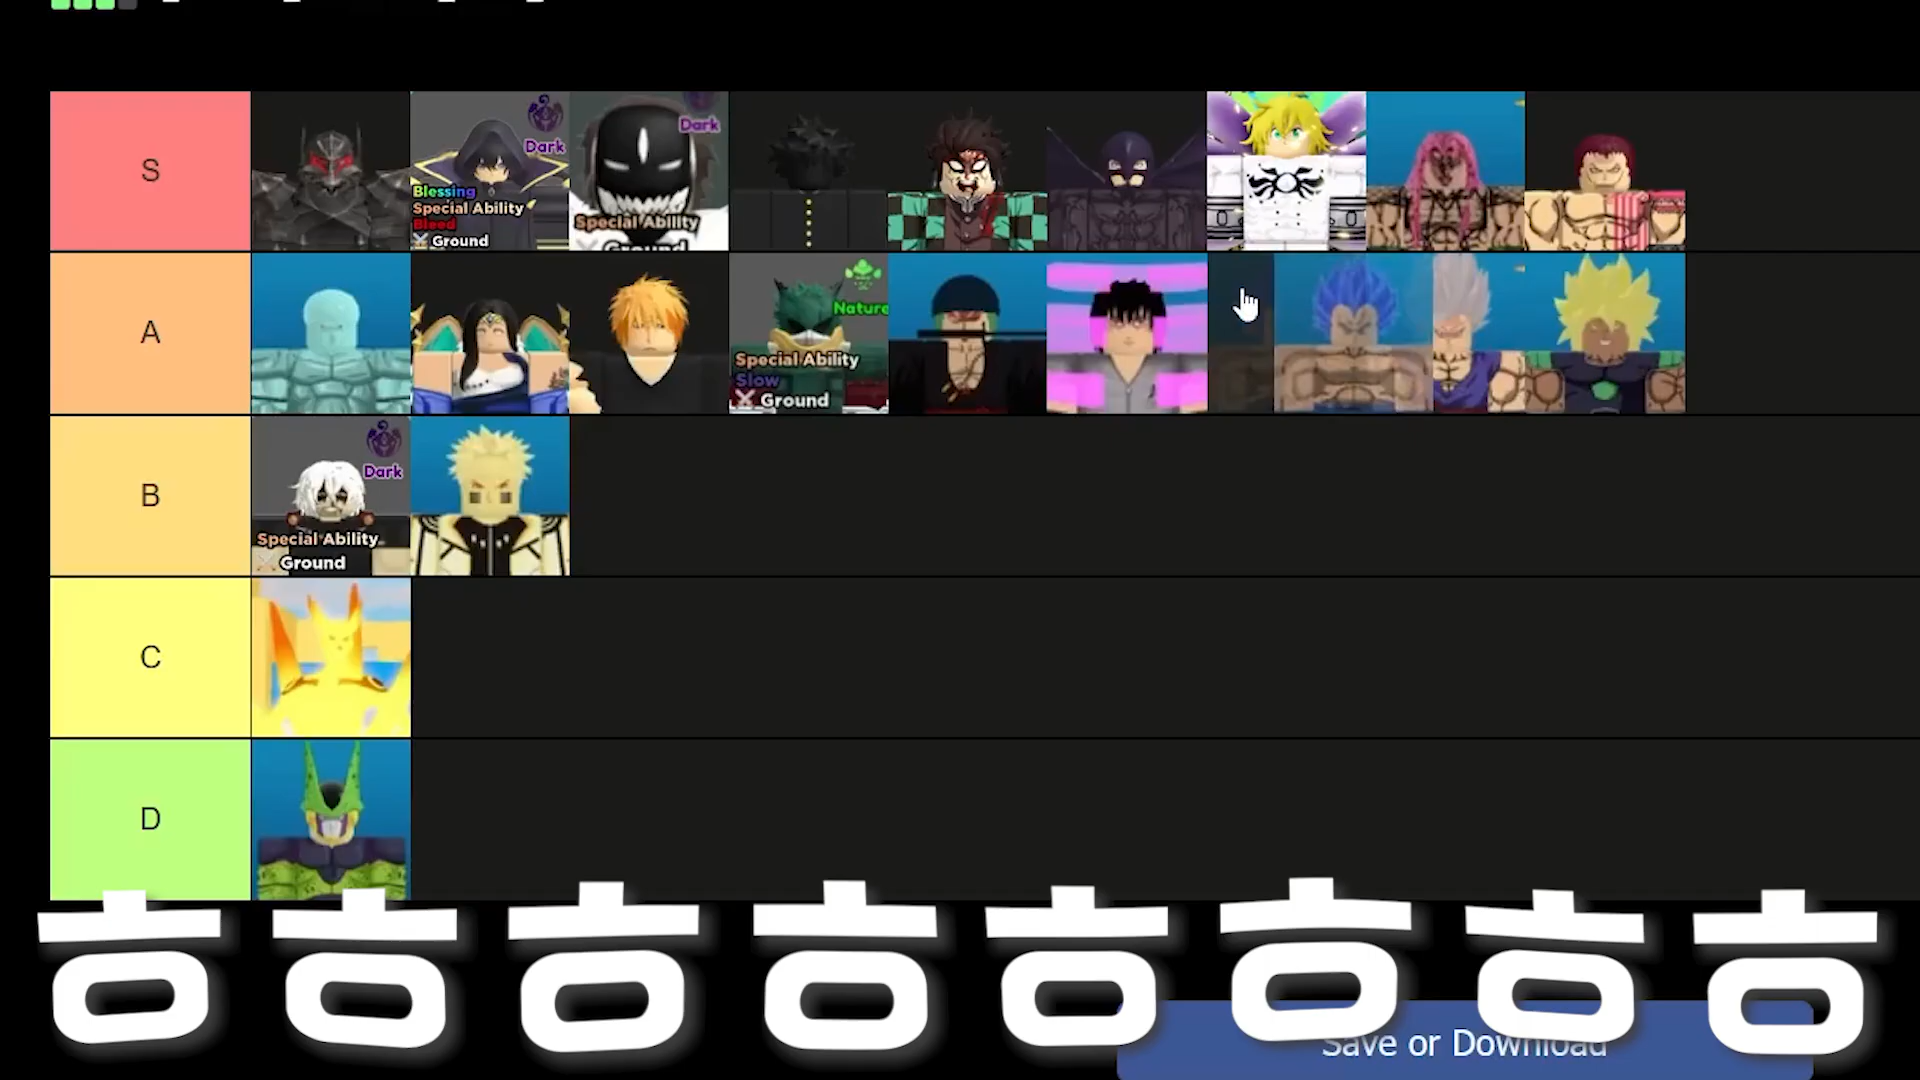 S
Dark
Blessing
Special Ability
Bleed
Ground
Dark
Special Ability
Ground
A
Nature
Special Ability
Slow
Ground
B
Dark
Special Ability
Ground
C
D
ㅎㅎㅎㅎㅎㅎㅎㅎ
Save or Download